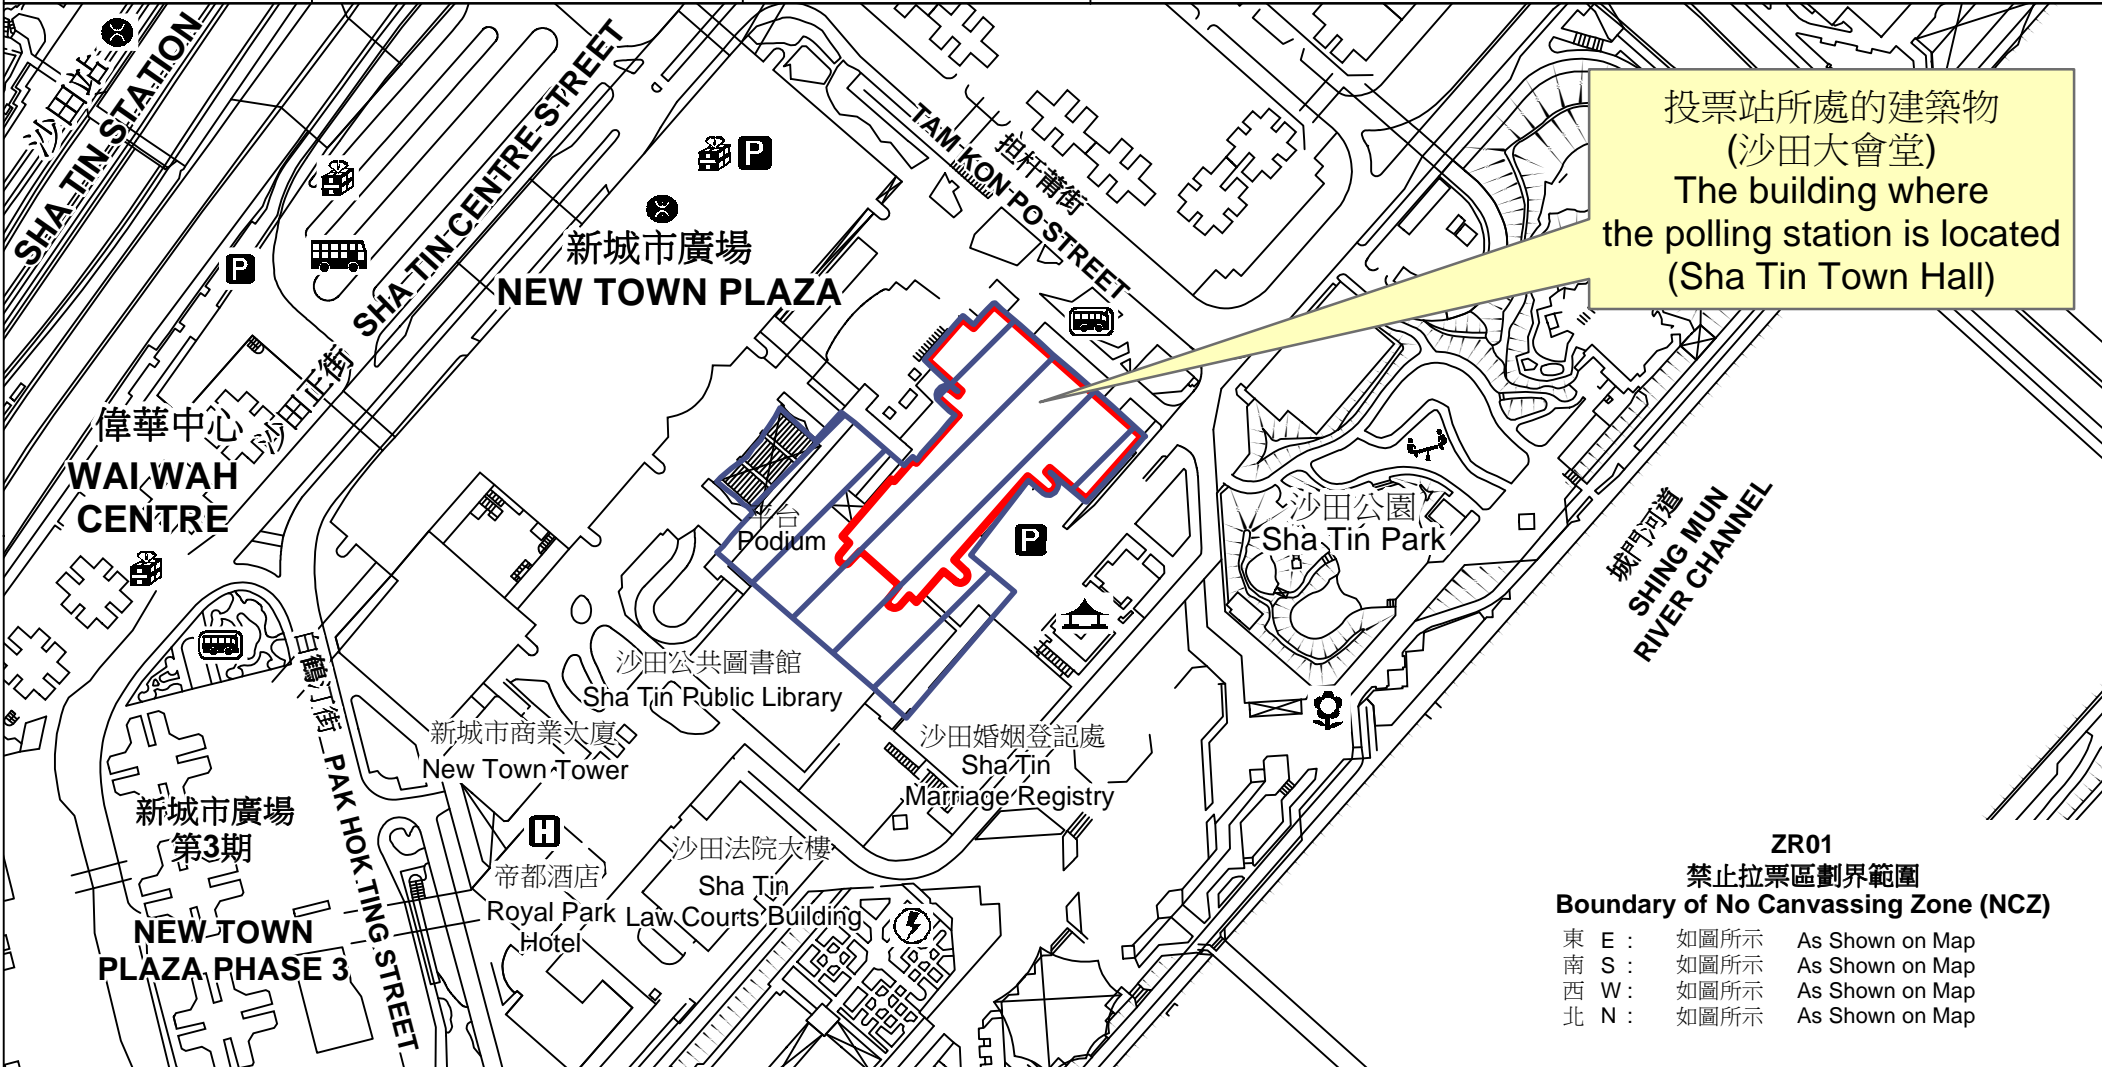 沙田站
SHA TIN STATION
SHA TIN CENTRE STREET
沙田正街
P
P
新城市廣場
NEW TOWN PLAZA
TAM KON PO STREET
担杆莆街
投票站所處的建築物
(沙田大會堂)
The building where
the polling station is located
(Sha Tin Town Hall)
偉華中心
WAI WAH
CENTRE
平台
Podium
P
沙田公園
Sha Tin Park
城門河道
SHING MUN
RIVER CHANNEL
沙田公共圖書館
Sha Tin Public Library
白鶴汀街
PAK HOK TING STREET
新城市商業大廈
New Town Tower
沙田婚姻登記處
Sha Tin
Marriage Registry
新城市廣場
第3期
NEW TOWN
PLAZA PHASE 3
H
帝都酒店
Royal Park
Hotel
沙田法院大樓
Sha Tin
Law Courts Building
ZR01
禁止拉票區劃界範圍
Boundary of No Canvassing Zone (NCZ)
東 E : 如圖所示 As Shown on Map
南 S : 如圖所示 As Shown on Map
西 W : 如圖所示 As Shown on Map
北 N : 如圖所示 As Shown on Map